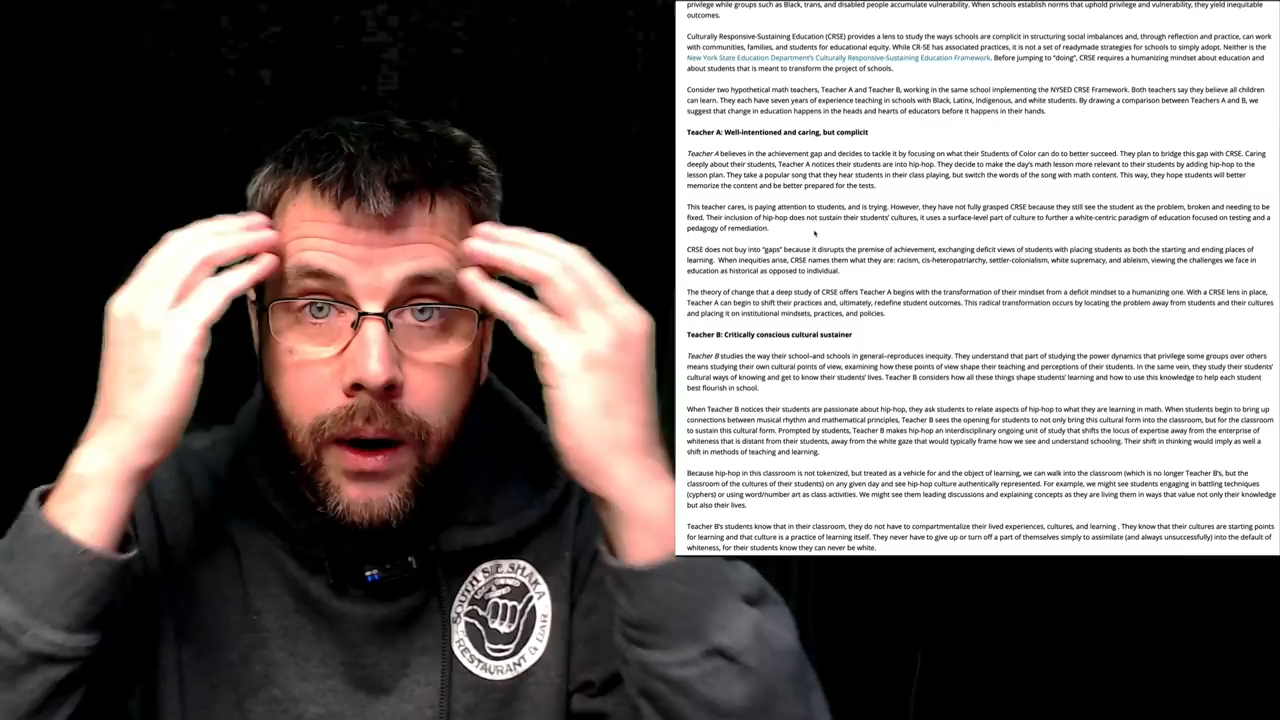 privilege while groups such as Black, trans, and disabled people accumulate vulnerability. When schools establish norms that uphold privilege and vulnerability, they yield inequitable
outcomes.
Culturally Responsive-Sustaining Education (CRSE) provides a lens to study the ways schools are complicit in structuring social imbalances and, through reflection and practice, can work
with communities, families, and students for educational equity. While CR-SE has associated practices, it is not a set of readymade strategies for schools to simply adopt. Neither is the
New York State Education Department's Culturally Responsive-Sustaining Education Framework. Before jumping to "doing", CRSE requires a humanizing mindset about education and
about students that is meant to transform the project of schools.
Consider two hypothetical math teachers, Teacher A and Teacher B, working in the same school implementing the NYSED CRSE Framework. Both teachers say they believe all children
can learn. They each have seven years of experience teaching in schools with Black, Latinx, Indigenous, and white students. By drawing a comparison between Teachers A and B, we
suggest that change in education happens in the heads and hearts of educators before it happens in their hands.
Teacher A: Well-intentioned and caring, but complicit
Teacher A believes in the achievement gap and decides to tackle it by focusing on what their Students of Color can do to better succeed. They plan to bridge this gap with CRSE. Caring
deeply about their students, Teacher A notices their students are into hip-hop. They decide to make the day's math lesson more relevant to their students by adding hip-hop to the
lesson plan. They take a popular song that they hear students in their class playing, but switch the words of the song with math content. This way, they hope students will better
memorize the content and be better prepared for the tests.
This teacher cares, is paying attention to students, and is trying. However, they have not fully grasped CRSE because they still see the student as the problem, broken and needing to be
fixed. Their inclusion of hip-hop does not sustain their students' cultures, it uses a surface-level part of culture to further a white-centric paradigm of education focused on testing and a
pedagogy of remediation.
CRSE does not buy into "gaps" because it disrupts the premise of achievement, exchanging deficit views of students with placing students as both the starting and ending places of
learning. When inequities arise, CRSE names them what they are: racism, cis-heteropatriarchy, settler-colonialism, white supremacy, and ableism, viewing the challenges we face in
education as historical as opposed to individual.
The theory of change that a deep study of CRSE offers Teacher A begins with the transformation of their mindset from a deficit mindset to a humanizing one. With a CRSE lens in place,
Teacher A can begin to shift their practices and, ultimately, redefine student outcomes. This radical transformation occurs by locating the problem away from students and their cultures
and placing it on institutional mindsets, practices, and policies.
Teacher B: Critically conscious cultural sustainer
Teacher B studies the way their school–and schools in general–reproduces inequity. They understand that part of studying the power dynamics that privilege some groups over others
means studying their own cultural points of view, examining how these points of view shape their teaching and perceptions of their students. In the same vein, they study their students'
cultural ways of knowing and get to know their students' lives. Teacher B considers how all these things shape students' learning and how to use this knowledge to help each student
best flourish in school.
When Teacher B notices their students are passionate about hip-hop, they ask students to relate aspects of hip-hop to what they are learning in math. When students begin to bring up
connections between musical rhythm and mathematical principles, Teacher B sees the opening for students to not only bring this cultural form into the classroom, but for the classroom
to sustain this cultural form. Prompted by students, Teacher B makes hip-hop an interdisciplinary ongoing unit of study that shifts the locus of expertise away from the enterprise of
whiteness that is distant from their students, away from the white gaze that would typically frame how we see and understand schooling. Their shift in thinking would imply as well a
shift in methods of teaching and learning.
Because hip-hop in this classroom is not tokenized, but treated as a vehicle for and the object of learning, we can walk into the classroom (which is no longer Teacher B's, but the
classroom of the cultures of their students) on any given day and see hip-hop culture authentically represented. For example, we might see students engaging in battling techniques
(cyphers) or using word/number art as class activities. We might see them leading discussions and explaining concepts as they are living them in ways that value not only their knowledge
but also their lives.
Teacher B's students know that in their classroom, they do not have to compartmentalize their lived experiences, cultures, and learning . They know that their cultures are starting points
for learning and that culture is a practice of learning itself. They never have to give up or turn off a part of themselves simply to assimilate (and always unsuccessfully) into the default of
whiteness, for their students know they can never be white.
SOUTH SIDE SHAKA
RESTAURANT & BAR